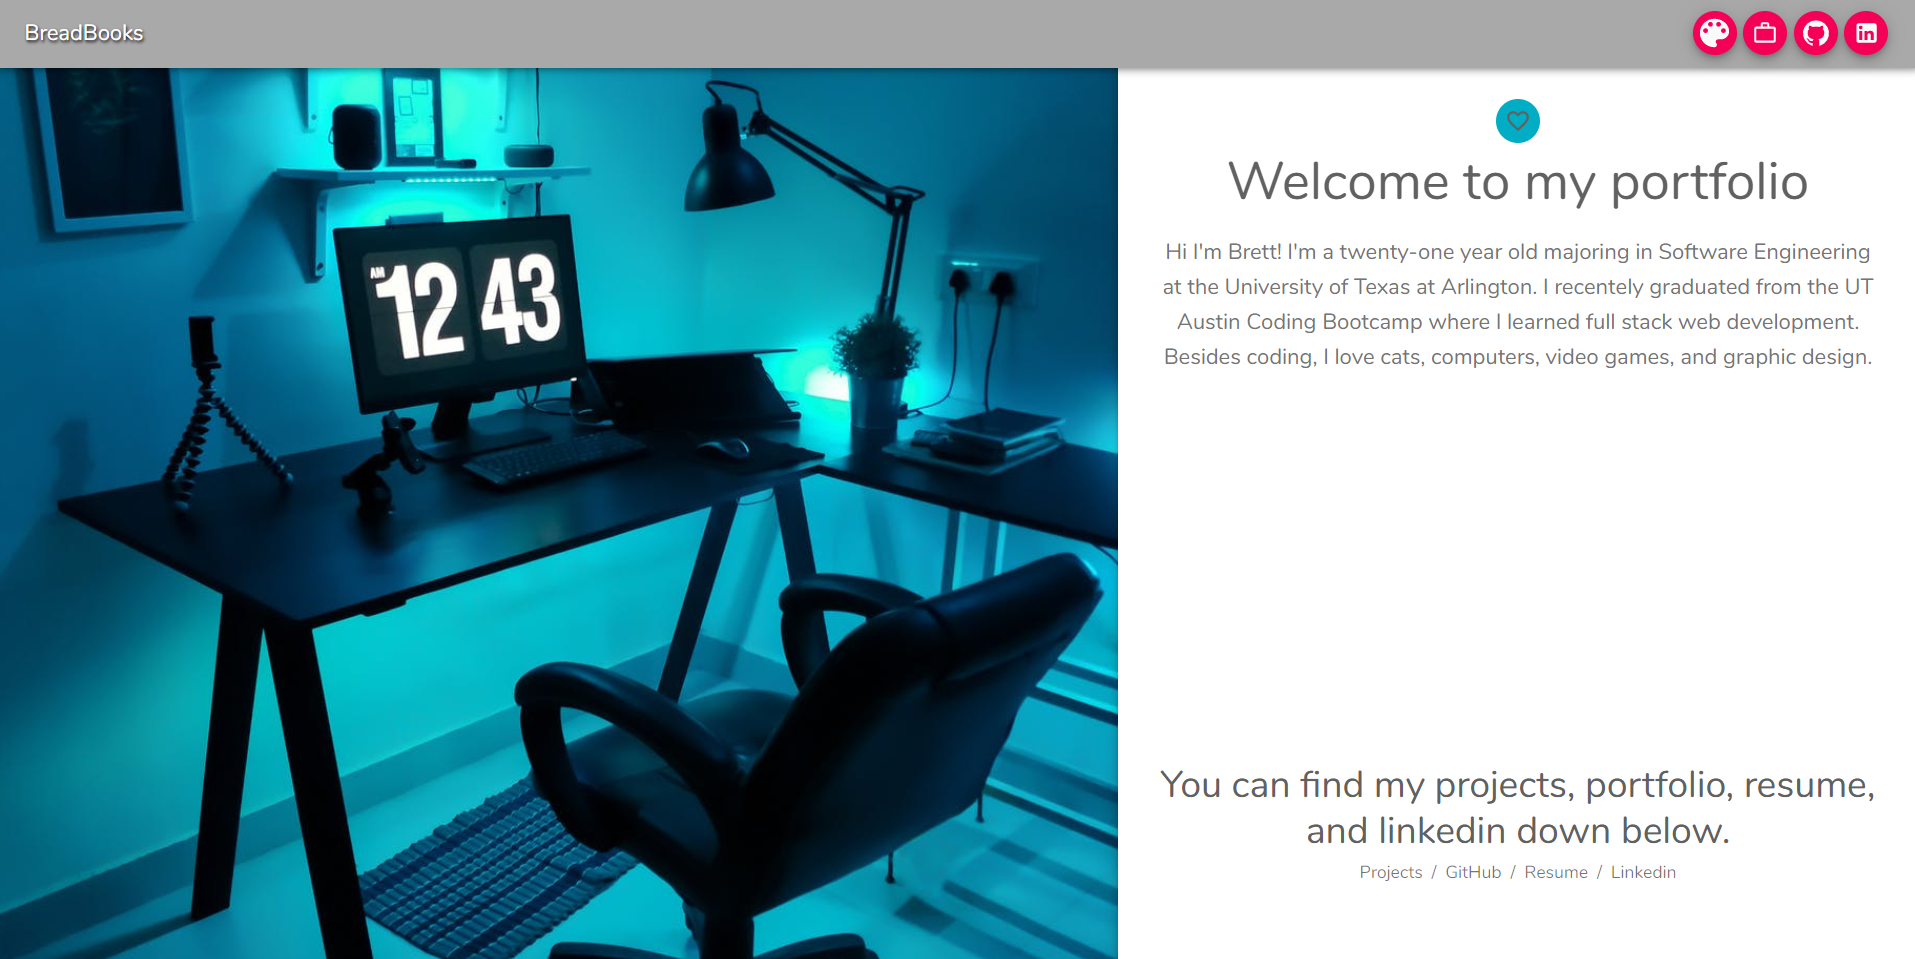 BreadBooks
AM
12 43
Welcome to my portfolio
Hi I'm Brett! I'm a twenty-one year old majoring in Software Engineering
at the University of Texas at Arlington. I recentely graduated from the UT
Austin Coding Bootcamp where I learned full stack web development.
Besides coding, I love cats, computers, video games, and graphic design.
You can find my projects, portfolio, resume,
and linkedin down below.
Projects / GitHub / Resume / Linkedin